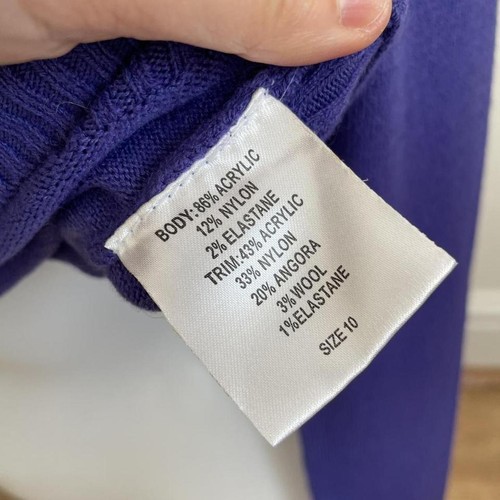 BODY:86% ACRYLIC
12% NYLON
2% ELASTANE
TRIM:43% ACRYLIC
33% NYLON
20% ANGORA
3% WOOL
1%ELASTANE
SIZE 10